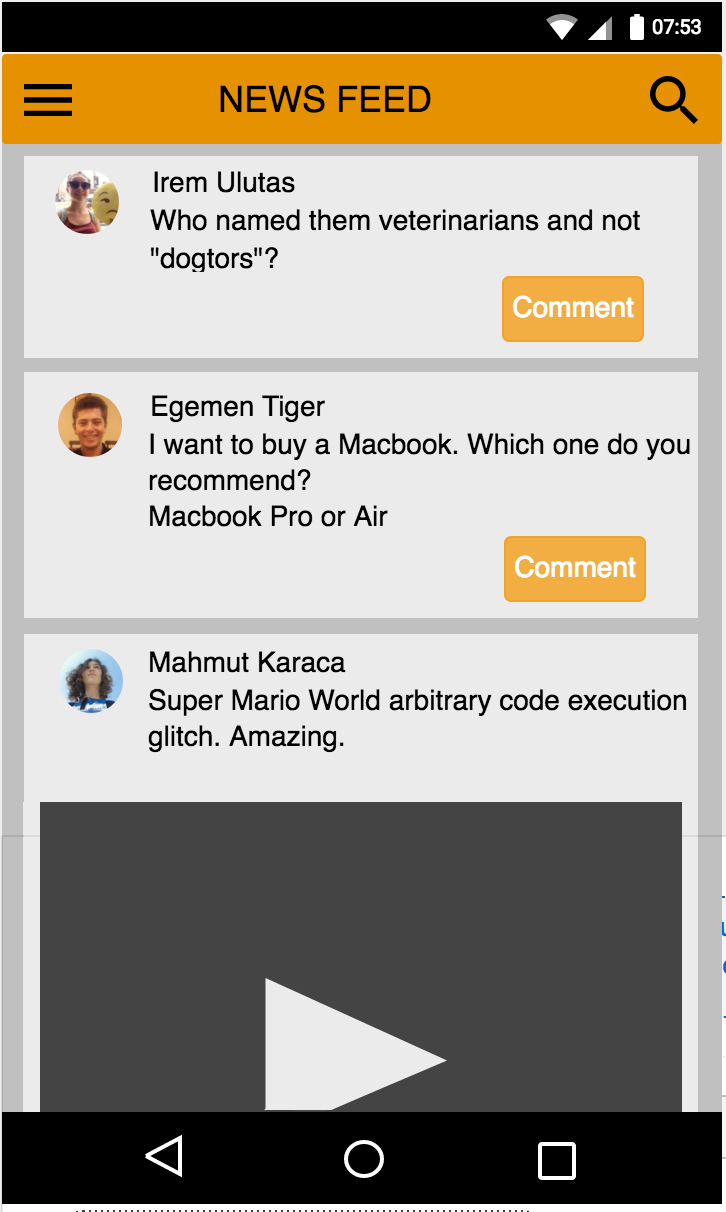 07:53
NEWS FEED
Irem Ulutas
Who named them veterinarians and not
"dogtors"?
Comment
Egemen Tiger
I want to buy a Macbook. Which one do you
recommend?
Macbook Pro or Air
Comment
Mahmut Karaca
Super Mario World arbitrary code execution
glitch. Amazing.